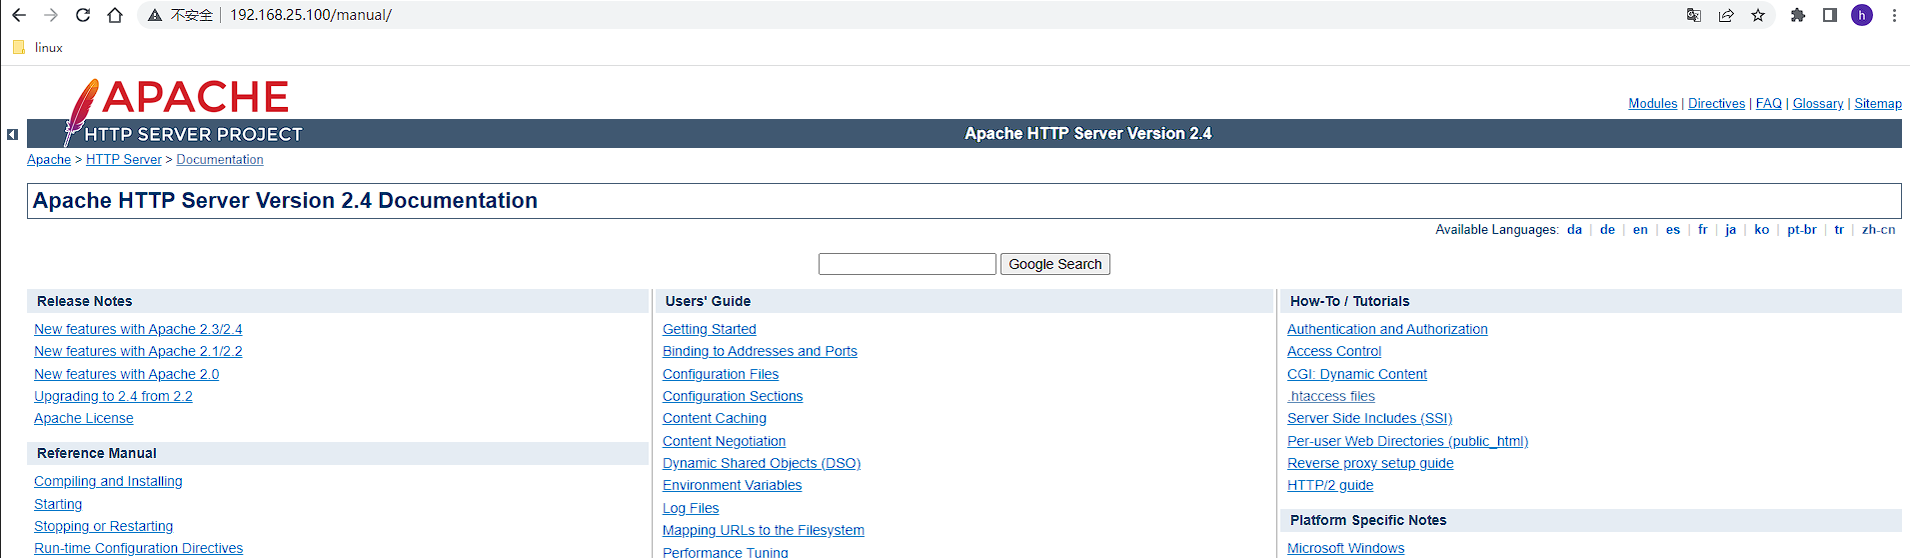 不安全 | 192.168.25.100/manual/
h
linux
APACHE
HTTP SERVER PROJECT
Modules | Directives | FAQ | Glossary | Sitemap
Apache HTTP Server Version 2.4
Apache > HTTP Server > Documentation
Apache HTTP Server Version 2.4 Documentation
Available Languages: da | de | en | es | fr | ja | ko | pt-br | tr | zh-cn
Google Search
Release Notes
New features with Apache 2.3/2.4
New features with Apache 2.1/2.2
New features with Apache 2.0
Upgrading to 2.4 from 2.2
Apache License
Reference Manual
Compiling and Installing
Starting
Stopping or Restarting
Run-time Configuration Directives
Users' Guide
Getting Started
Binding to Addresses and Ports
Configuration Files
Configuration Sections
Content Caching
Content Negotiation
Dynamic Shared Objects (DSO)
Environment Variables
Log Files
Mapping URLs to the Filesystem
Performance Tuning
How-To / Tutorials
Authentication and Authorization
Access Control
CGI: Dynamic Content
.htaccess files
Server Side Includes (SSI)
Per-user Web Directories (public_html)
Reverse proxy setup guide
HTTP/2 guide
Platform Specific Notes
Microsoft Windows